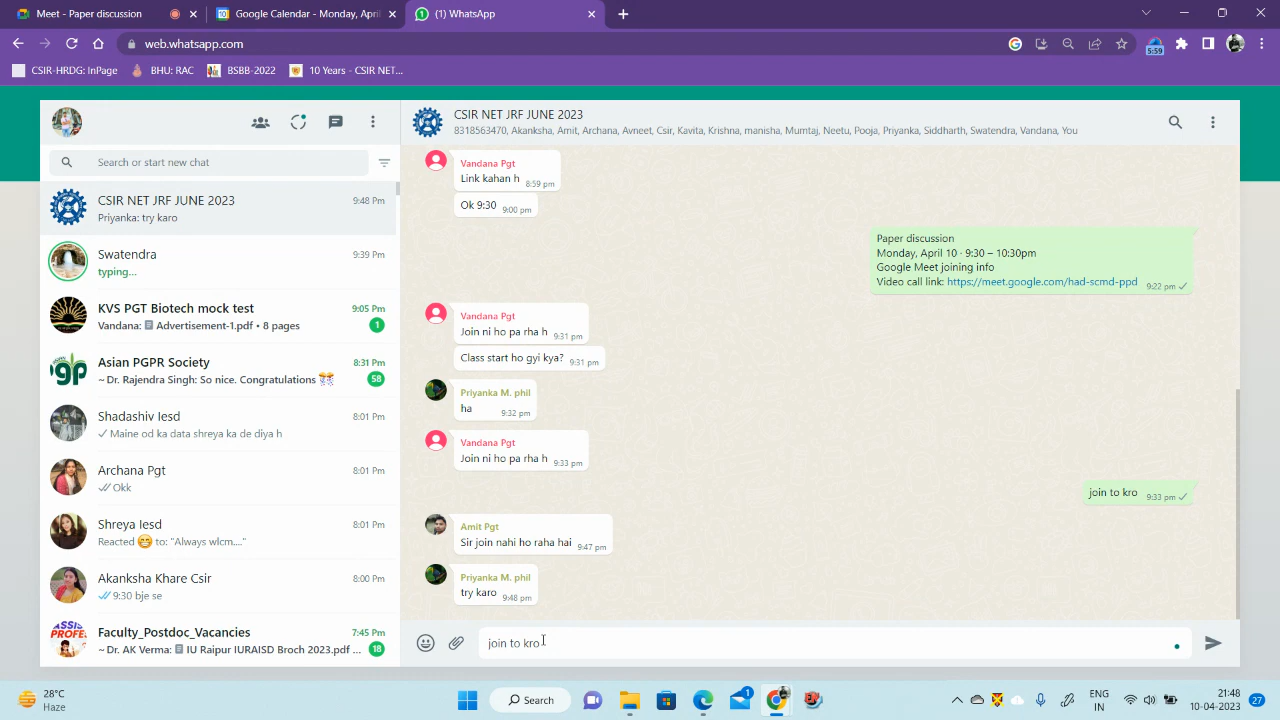 Meet - Paper discussion
Google Calendar - Monday, April
(1) WhatsApp
web.whatsapp.com
5:59
CSIR-HRDG: InPage
BHU: RAC
BSBB-2022
10 Years - CSIR NET...
Search or start new chat
CSIR NET JRF JUNE 2023
9:48 Pm
Priyanka: try karo
Swatendra
9:39 PM
typing...
KVS PGT Biotech mock test
9:05 Pm
Vandana: Advertisement-1.pdf • 8 pages
1
Asian PGPR Society
8:31 Pm
~ Dr. Rajendra Singh: So nice. Congratulations
58
Shadashiv Iesd
8:01 PM
Maine od ka data shreya ka de diya h
Archana Pgt
8:01 PM
Okk
Shreya Iesd
8:01 PM
Reacted 😄 to: "Always wlcm...."
Akanksha Khare Csir
8:00 PM
9:30 bje se
Faculty_Postdoc_Vacancies
7:45 Pm
~ Dr. AK Verma: IU Raipur IURAISD Broch 2023.pdf ...
18
CSIR NET JRF JUNE 2023
8318563470, Akanksha, Amit, Archana, Avneet, Csir, Kavita, Krishna, manisha, Mumtaj, Neetu, Pooja, Priyanka, Siddharth, Swatendra, Vandana, You
Vandana Pgt
Link kahan h
8:59 pm
Ok 9:30
9:00 pm
Paper discussion
Monday, April 10 · 9:30 – 10:30pm
Google Meet joining info
Video call link: https://meet.google.com/had-scmd-ppd
9:22 pm
Vandana Pgt
Join ni ho pa rha h
9:31 pm
Class start ho gyi kya?
9:31 pm
Priyanka M. phil
ha
9:32 pm
Vandana Pgt
Join ni ho pa rha h
9:33 pm
join to kro
9:33 pm
Amit Pgt
Sir join nahi ho raha hai
9:47 pm
Priyanka M. phil
try karo
9:48 pm
join to kro
28°C
Haze
Search
1
ENG
IN
21:48
10-04-2023
27